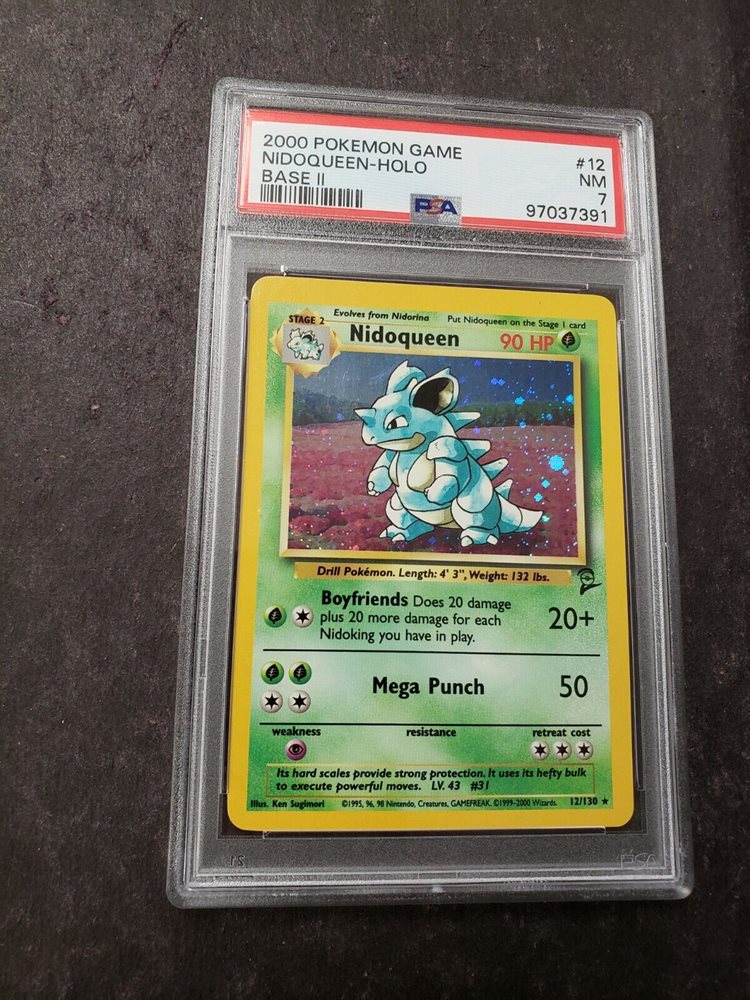 2000 POKEMON GAME #12
NIDOQUEEN-HOLO NM
BASE II 7
PSA 97037391
STAGE 2 Evolves from Nidorina Put Nidoqueen on the Stage 1 card
Nidoqueen 90 HP
Drill Pokémon. Length: 4' 3", Weight: 132 lbs.
Boyfriends Does 20 damage
plus 20 more damage for each 20+
Nidoking you have in play.
Mega Punch 50
weakness resistance retreat cost
Its hard scales provide strong protection. It uses its hefty bulk
to execute powerful moves. LV. 43 #31
Illus. Ken Sugimori ©1995, 96, 98 Nintendo, Creatures, GAMEFREAK. ©1999-2000 Wizards. 12/130 ★
PSA